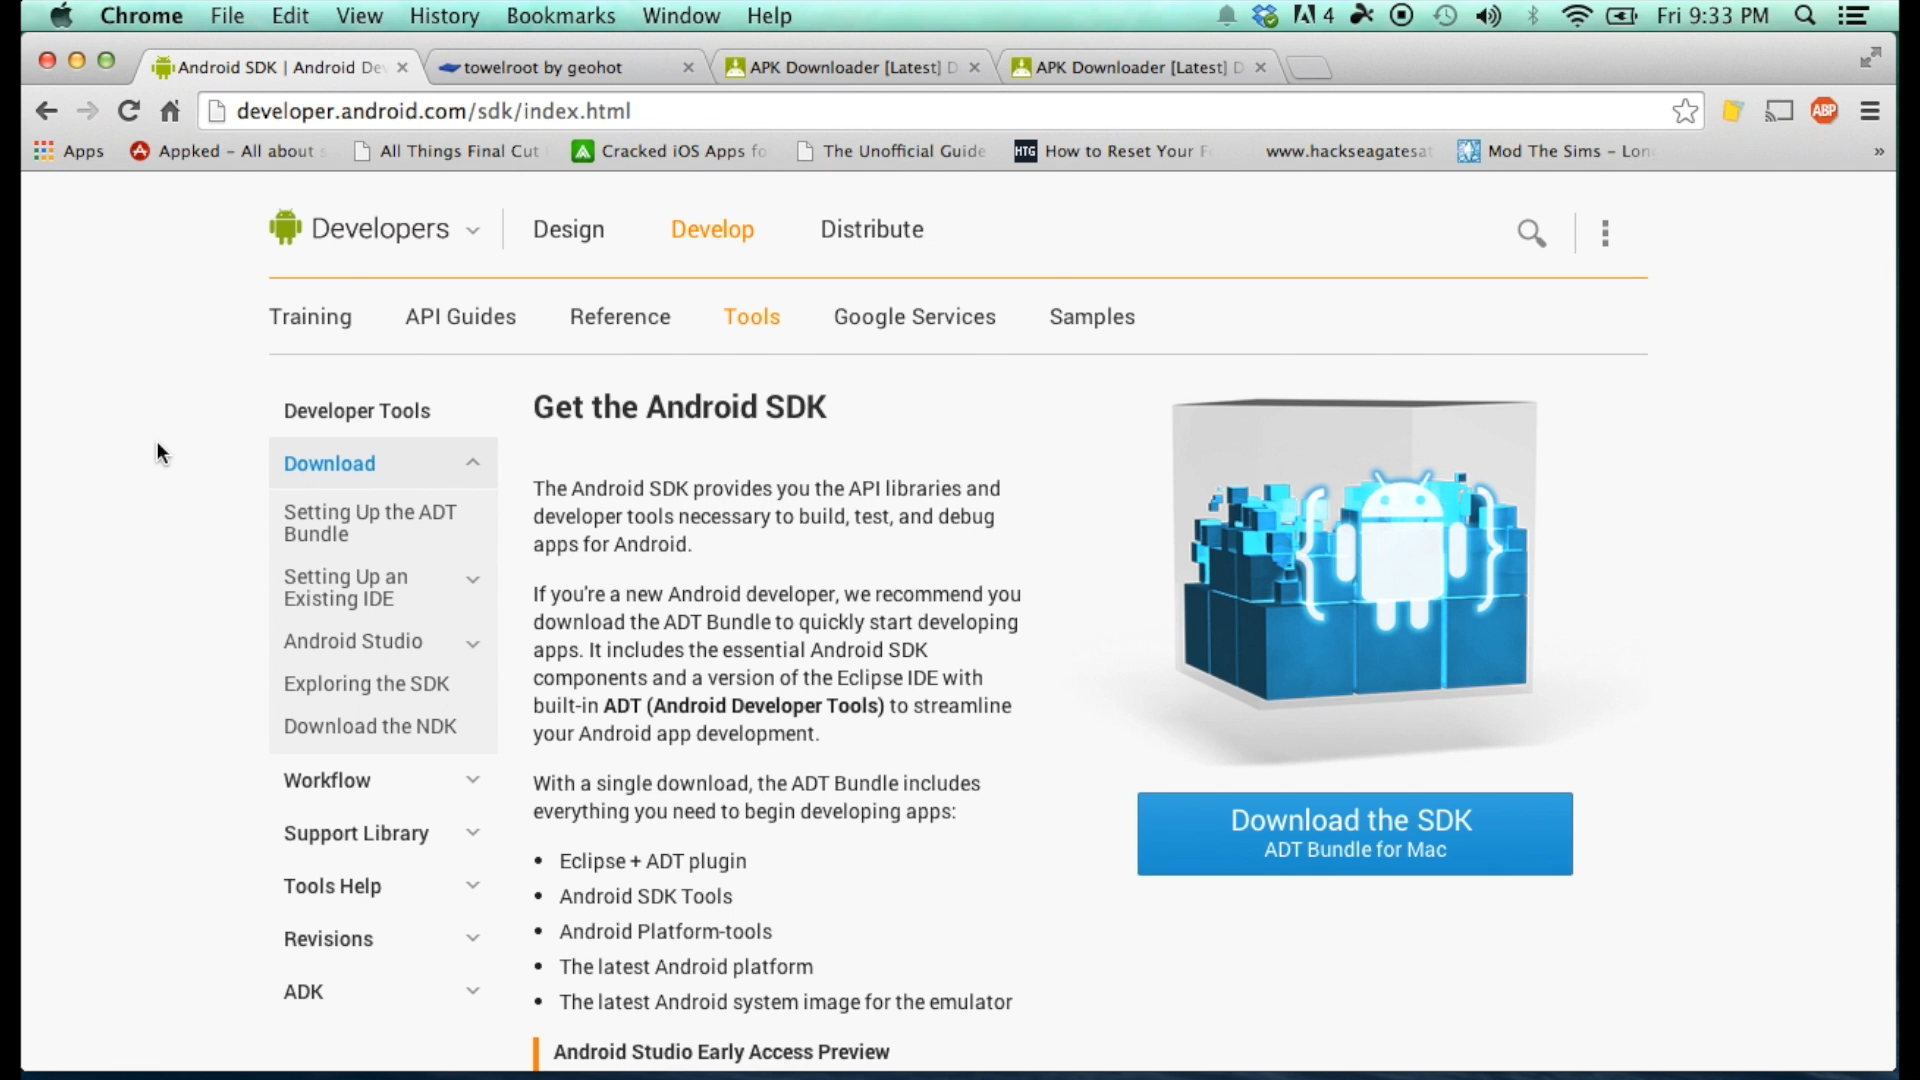 Chrome File Edit View History Bookmarks Window Help 4 Fri 9:33 PM
Android SDK | Android De towelroot by geohot APK Downloader [Latest] D APK Downloader [Latest] D
developer.android.com/sdk/index.html ABP
Apps Appked – All about s All Things Final Cut Cracked iOS Apps fo The Unofficial Guide HTG How to Reset Your F www.hackseagatesat Mod The Sims – Lon »
Developers Design Develop Distribute
Training API Guides Reference Tools Google Services Samples
Developer Tools
Download
Setting Up the ADT
Bundle
Setting Up an
Existing IDE
Android Studio
Exploring the SDK
Download the NDK
Workflow
Support Library
Tools Help
Revisions
ADK
Get the Android SDK
The Android SDK provides you the API libraries and
developer tools necessary to build, test, and debug
apps for Android.
If you're a new Android developer, we recommend you
download the ADT Bundle to quickly start developing
apps. It includes the essential Android SDK
components and a version of the Eclipse IDE with
built-in ADT (Android Developer Tools) to streamline
your Android app development.
With a single download, the ADT Bundle includes
everything you need to begin developing apps:
• Eclipse + ADT plugin
• Android SDK Tools
• Android Platform-tools
• The latest Android platform
• The latest Android system image for the emulator
Android Studio Early Access Preview
Download the SDK
ADT Bundle for Mac